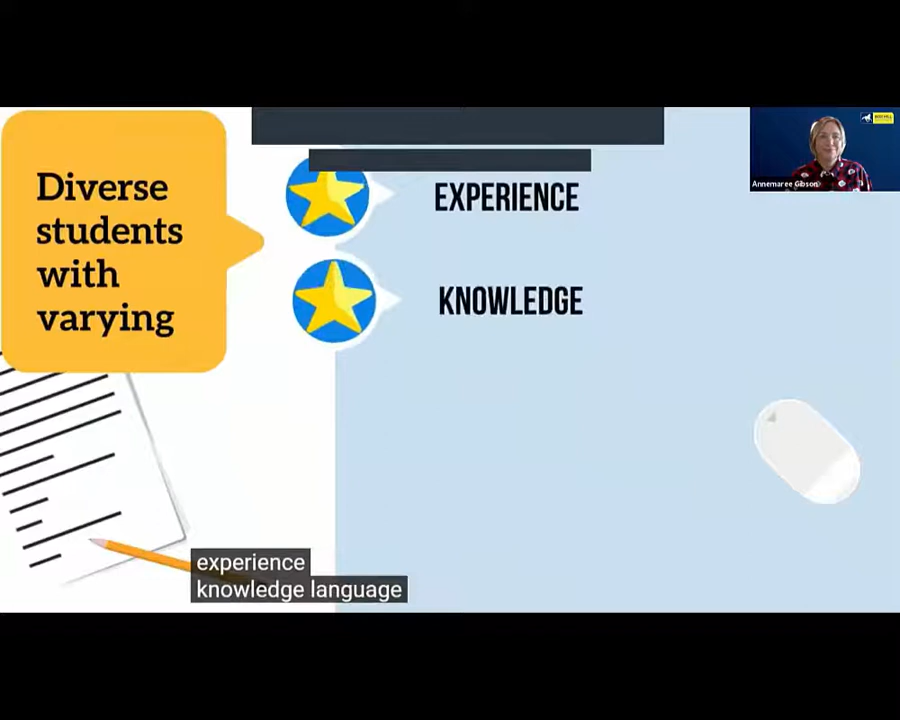 Diverse
students
with
varying
EXPERIENCE
KNOWLEDGE
Annemaree Gibson
experience
knowledge language